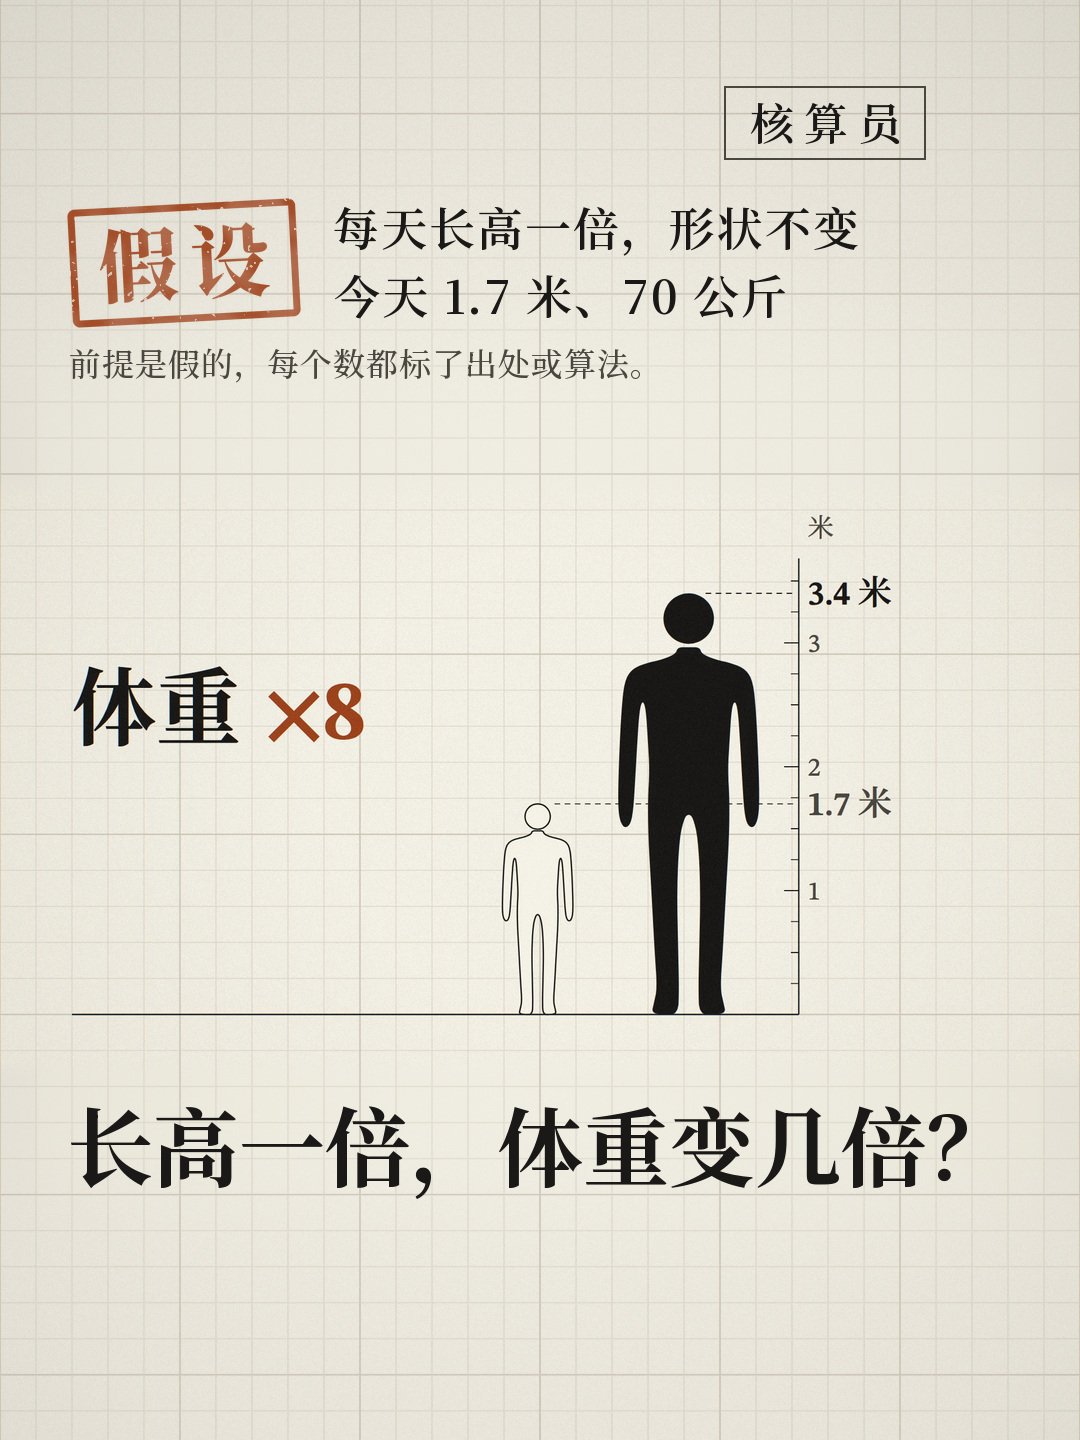 核算员
假设
每天长高一倍，形状不变
今天 1.7 米、70 公斤
前提是假的，每个数都标了出处或算法。
米
3.4 米
3
体重 ×8
2
1.7 米
1
长高一倍，体重变几倍？